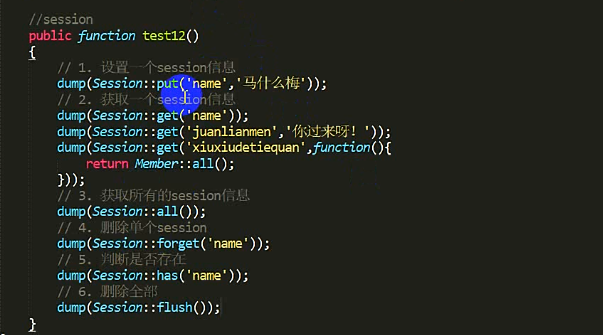 //session
public function test12()
{
// 1. 设置一个session信息
dump(Session::put('name','马什么梅'));
// 2. 获取一个session信息
dump(Session::get('name'));
dump(Session::get('juanlianmen','你过来呀！'));
dump(Session::get('xiuxiudetiequan',function(){
return Member::all();
}));
// 3. 获取所有的session信息
dump(Session::all());
// 4. 删除单个session
dump(Session::forget('name'));
// 5. 判断是否存在
dump(Session::has('name'));
// 6. 删除全部
dump(Session::flush());
}